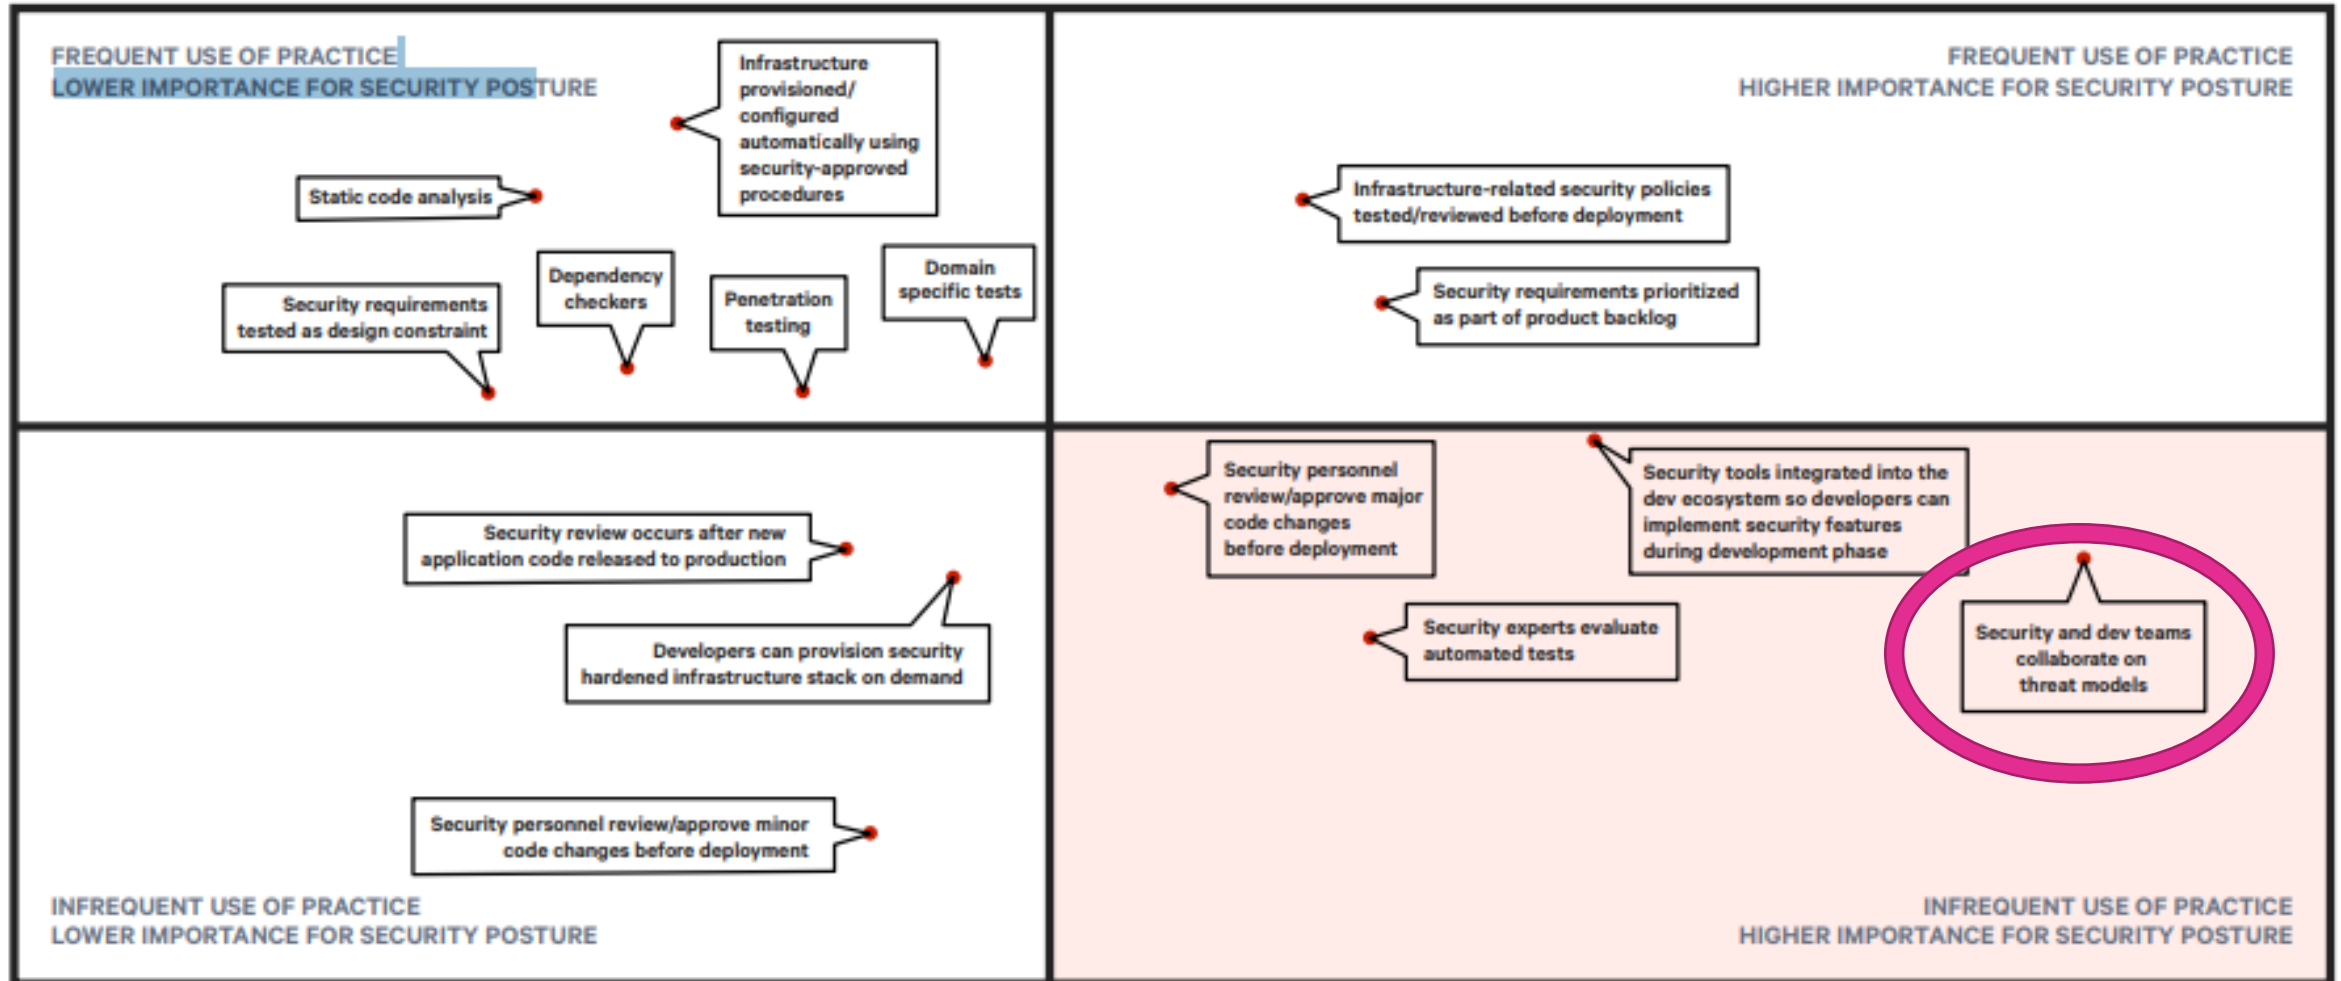 FREQUENT USE OF PRACTICE
LOWER IMPORTANCE FOR SECURITY POSTURE
Infrastructure
provisioned/
configured
automatically using
security-approved
procedures
Static code analysis
Dependency
checkers
Domain
specific tests
Security requirements
tested as design constraint
Penetration
testing
FREQUENT USE OF PRACTICE
HIGHER IMPORTANCE FOR SECURITY POSTURE
Infrastructure-related security policies
tested/reviewed before deployment
Security requirements prioritized
as part of product backlog
Security review occurs after new
application code released to production
Developers can provision security
hardened infrastructure stack on demand
Security personnel review/approve minor
code changes before deployment
INFREQUENT USE OF PRACTICE
LOWER IMPORTANCE FOR SECURITY POSTURE
Security personnel
review/approve major
code changes
before deployment
Security tools integrated into the
dev ecosystem so developers can
implement security features
during development phase
Security experts evaluate
automated tests
Security and dev teams
collaborate on
threat models
INFREQUENT USE OF PRACTICE
HIGHER IMPORTANCE FOR SECURITY POSTURE